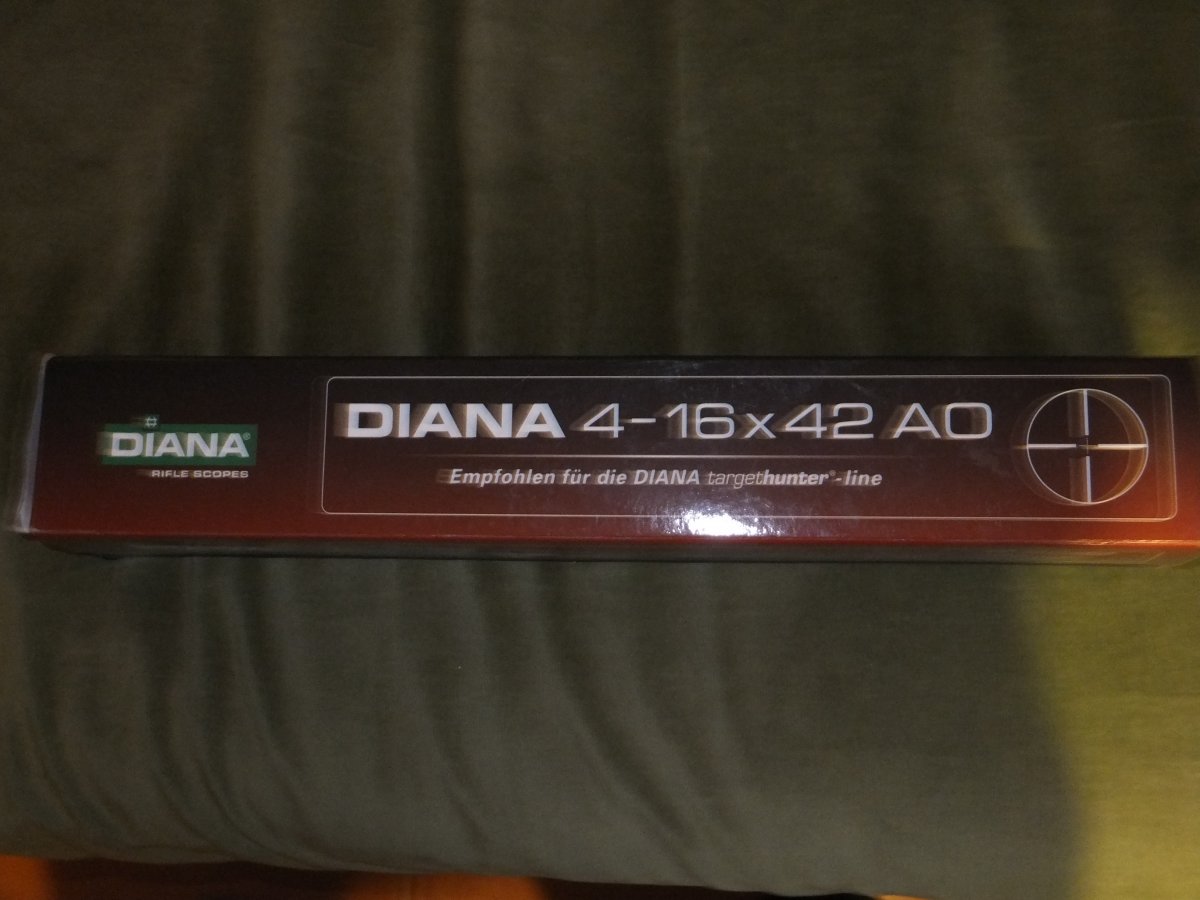 DIANA®
RIFLE SCOPES
DIANA 4-16x42 AO
Empfohlen für die DIANA targethunter®-line